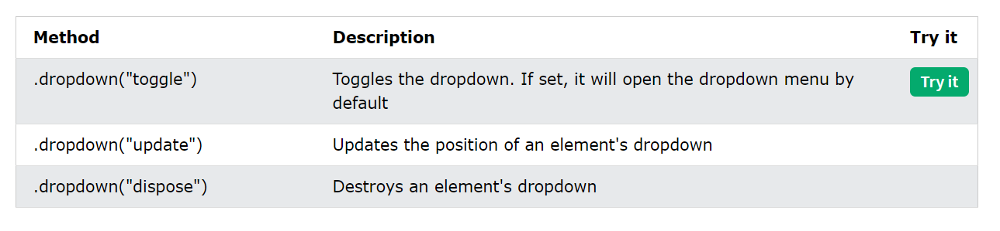 Method Description Try it
.dropdown("toggle") Toggles the dropdown. If set, it will open the dropdown menu by Try it
default
.dropdown("update") Updates the position of an element's dropdown
.dropdown("dispose") Destroys an element's dropdown